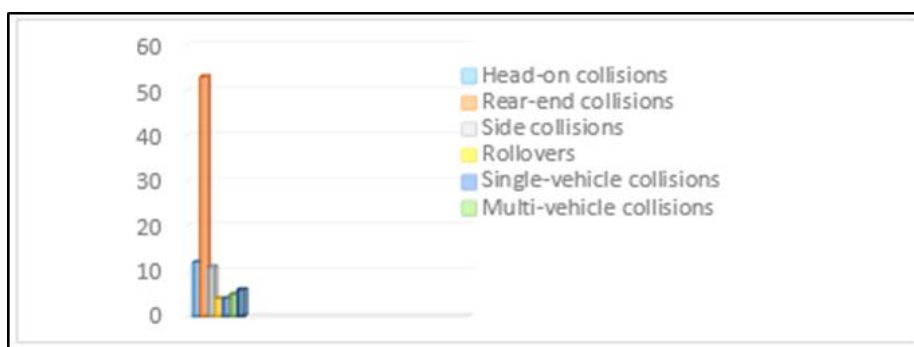 60
50
40
30
20
10
0
Head-on collisions
Rear-end collisions
Side collisions
Rollovers
Single-vehicle collisions
Multi-vehicle collisions